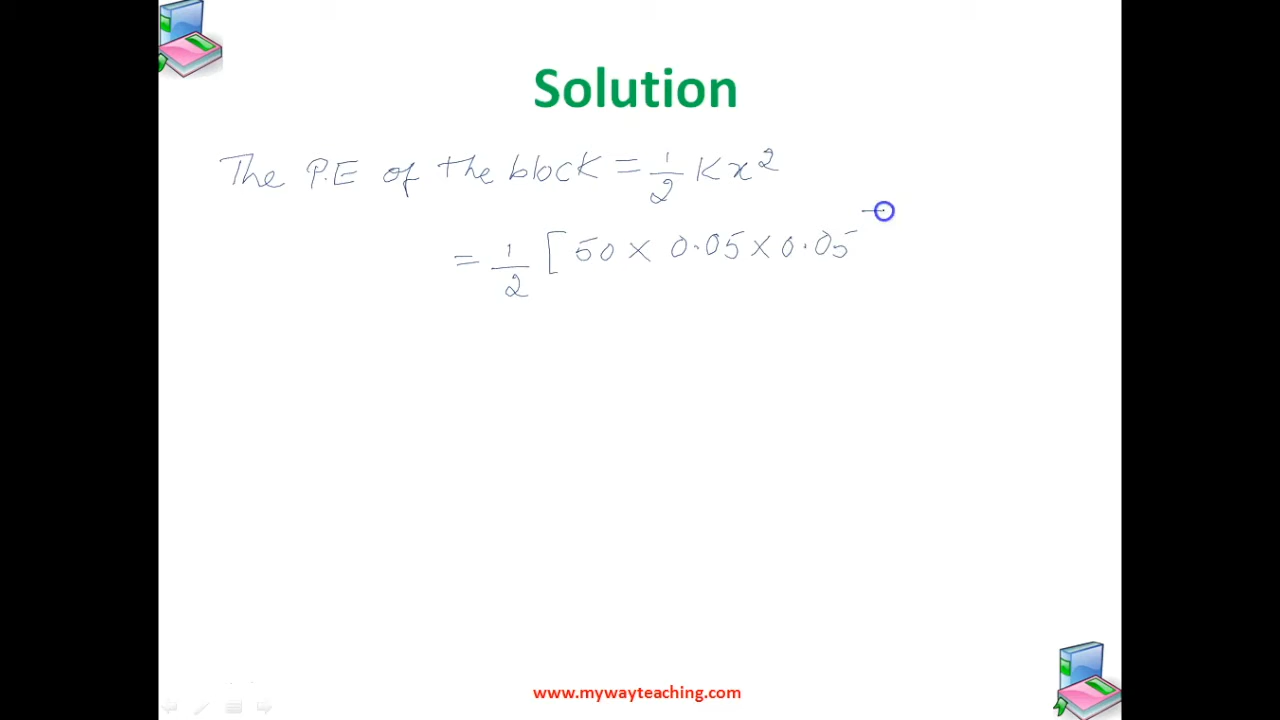 Solution
The P.E of the block = 1/2 Kx²
= 1/2 [ 50 × 0.05 × 0.05
www.mywayteaching.com